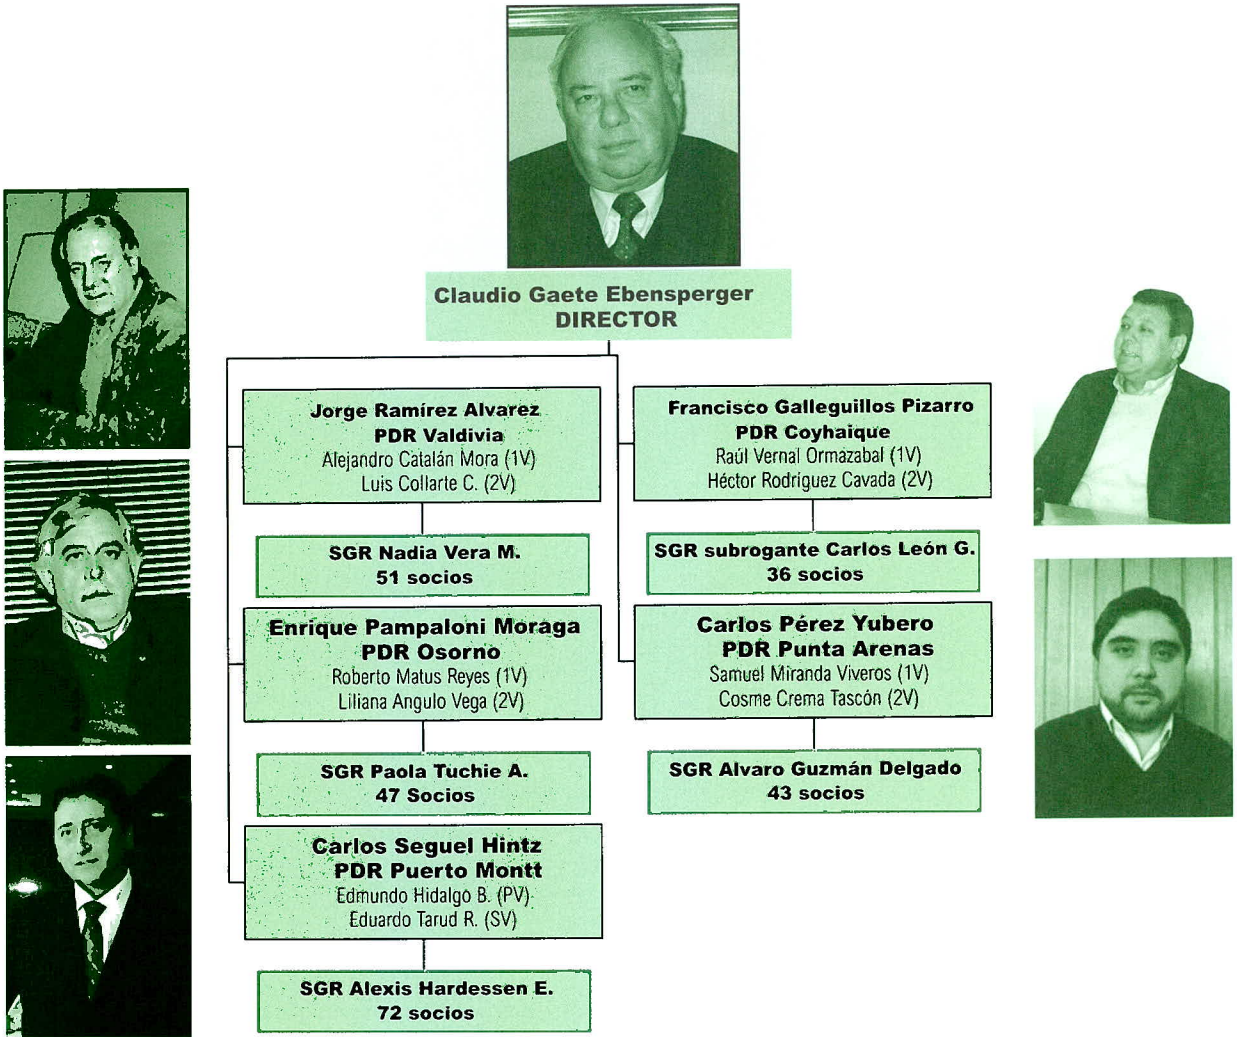 Claudio Gaete Ebensperger
DIRECTOR
Jorge Ramírez Alvarez
PDR Valdivia
Alejandro Catalán Mora (1V)
Luis Collarte C. (2V)
SGR Nadia Vera M.
51 socios
Enrique Pampaloni Moraga
PDR Osorno
Roberto Matus Reyes (1V)
Liliana Angulo Vega (2V)
SGR Paola Tuchie A.
47 Socios
Carlos Seguel Hintz
PDR Puerto Montt
Edmundo Hidalgo B. (PV)
Eduardo Tarud R. (SV)
SGR Alexis Hardessen E.
72 socios
Francisco Galleguillos Pizarro
PDR Coyhaique
Raúl Vernal Ormazabal (1V)
Héctor Rodríguez Cavada (2V)
SGR subrogante Carlos León G.
36 socios
Carlos Pérez Yubero
PDR Punta Arenas
Samuel Miranda Viveros (1V)
Cosme Crema Tascón (2V)
SGR Alvaro Guzmán Delgado
43 socios